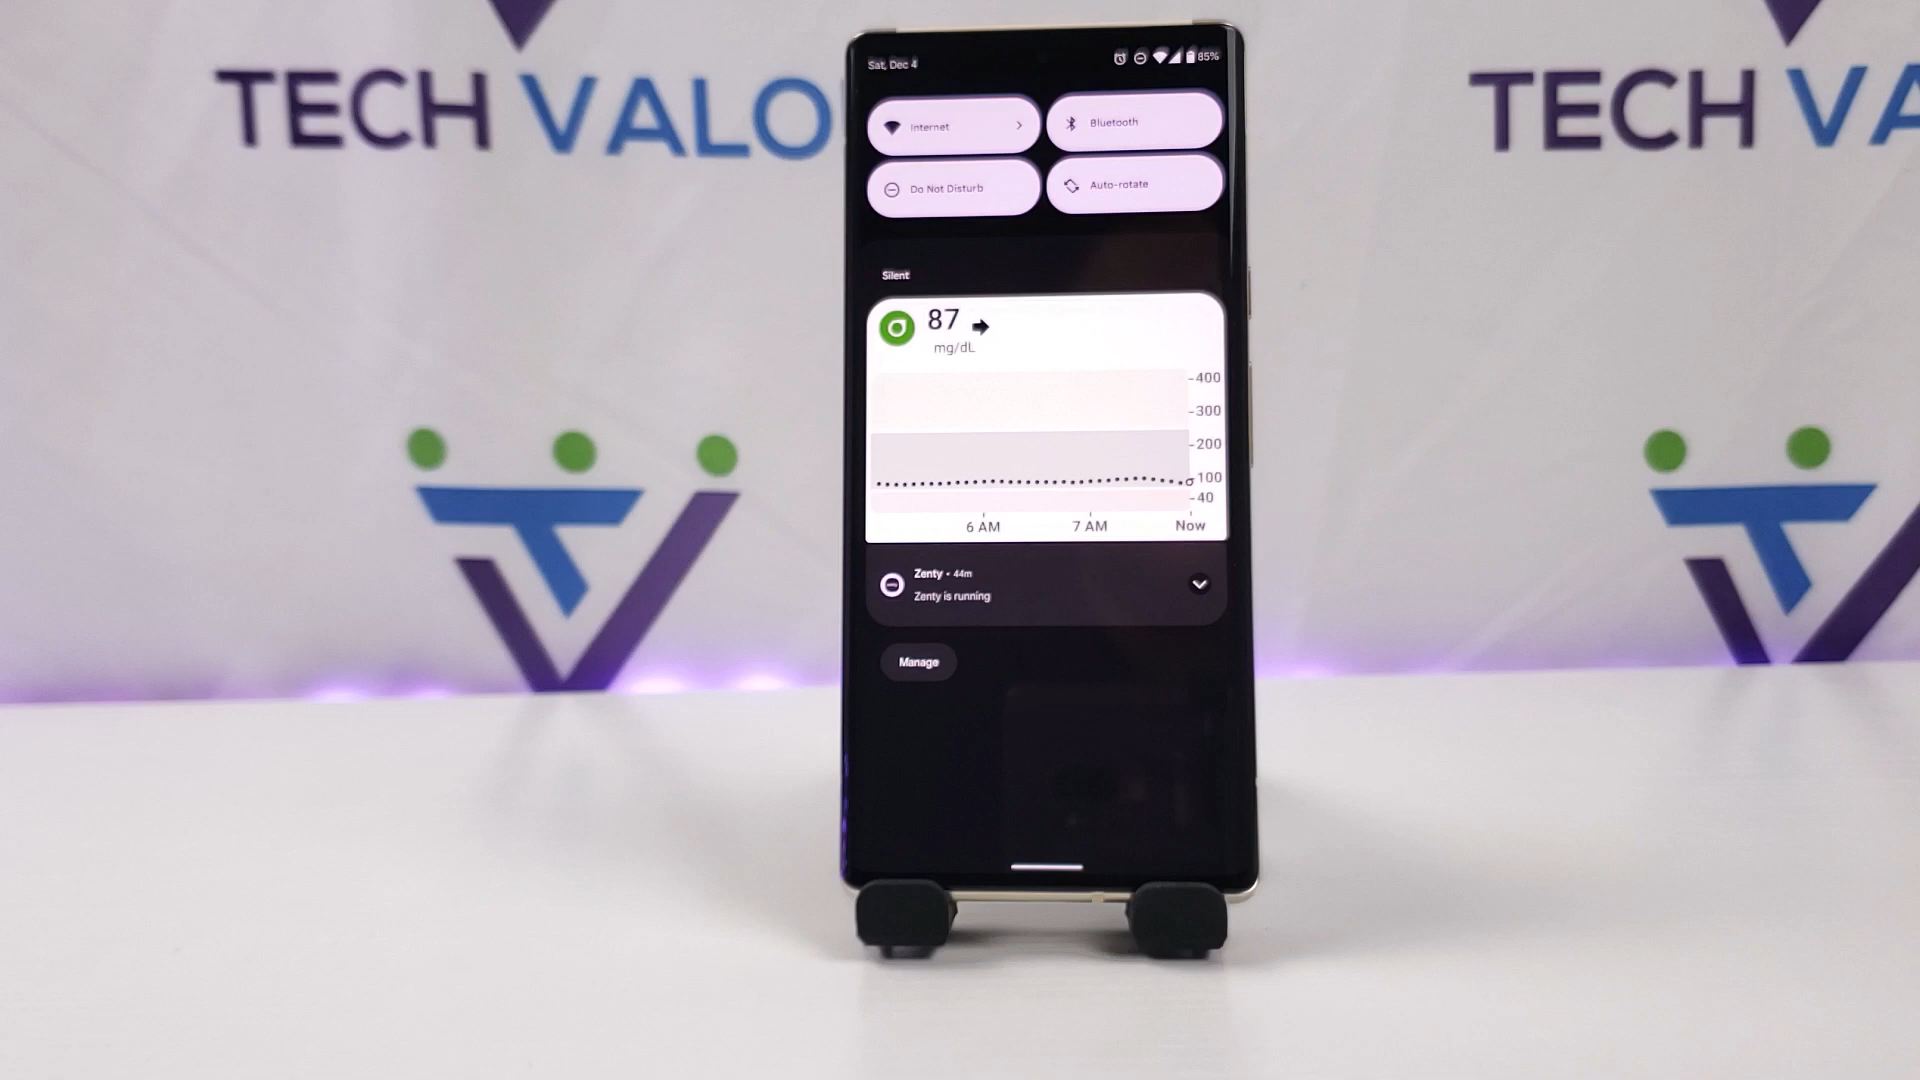 TECH VALO
TECH VA
Sat, Dec 4
85%
Internet
Bluetooth
Do Not Disturb
Auto-rotate
Silent
87
mg/dL
400
300
200
100
40
6 AM
7 AM
Now
Zenty • 44m
Zenty is running
Manage